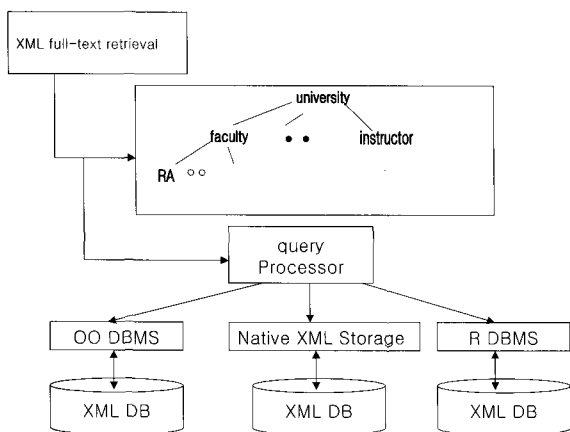 XML full-text retrieval
university
faculty
instructor
RA
query
Processor
OO DBMS
Native XML Storage
R DBMS
XML DB
XML DB
XML DB